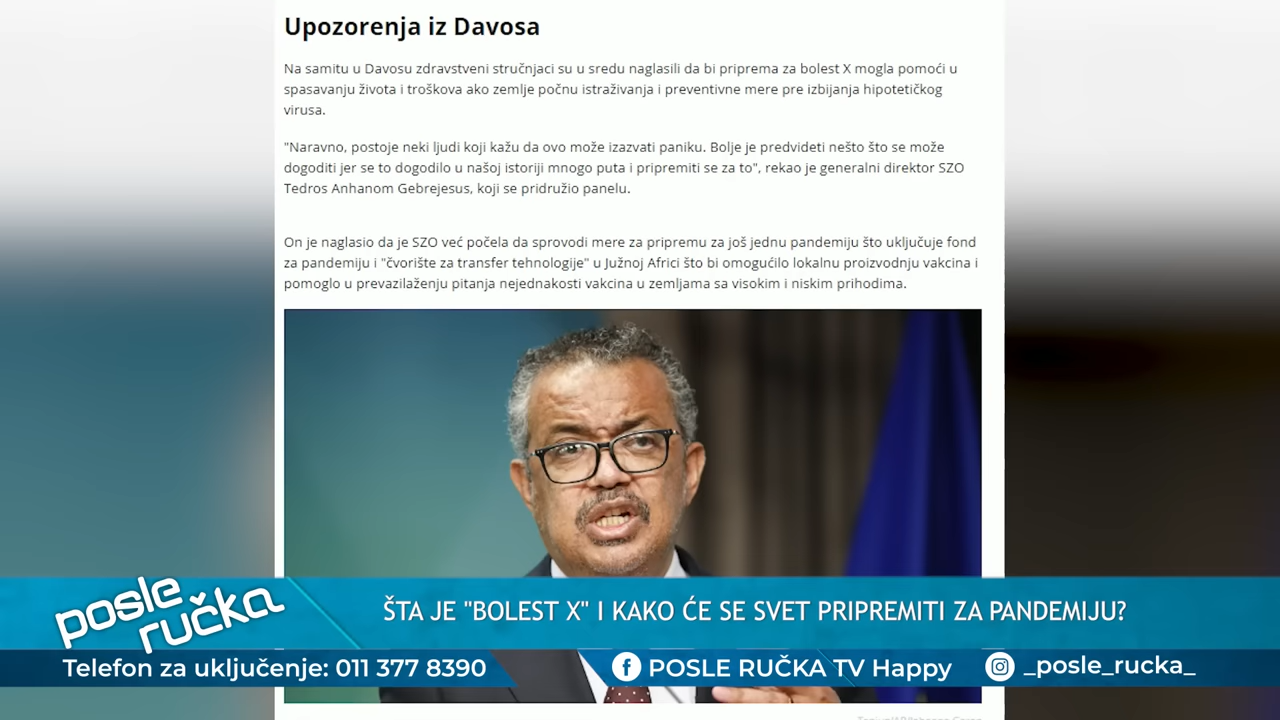 Upozorenja iz Davosa
Na samitu u Davosu zdravstveni stručnjaci su u sredu naglasili da bi priprema za bolest X mogla pomoći u
spasavanju života i troškova ako zemlje počnu istraživanja i preventivne mere pre izbijanja hipotetičkog
virusa.
"Naravno, postoje neki ljudi koji kažu da ovo može izazvati paniku. Bolje je predvideti nešto što se može
dogoditi jer se to dogodilo u našoj istoriji mnogo puta i pripremiti se za to", rekao je generalni direktor SZO
Tedros Anhanom Gebrejesus, koji se pridružio panelu.
On je naglasio da je SZO već počela da sprovodi mere za pripremu za još jednu pandemiju što uključuje fond
za pandemiju i "čvorište za transfer tehnologije" u Južnoj Africi što bi omogućilo lokalnu proizvodnju vakcina i
pomoglo u prevazilaženju pitanja nejednakosti vakcina u zemljama sa visokim i niskim prihodima.
posle
ručka
ŠTA JE "BOLEST X" I KAKO ĆE SE SVET PRIPREMITI ZA PANDEMIJU?
Telefon za uključenje: 011 377 8390
POSLE RUČKA TV Happy
_posle_rucka_